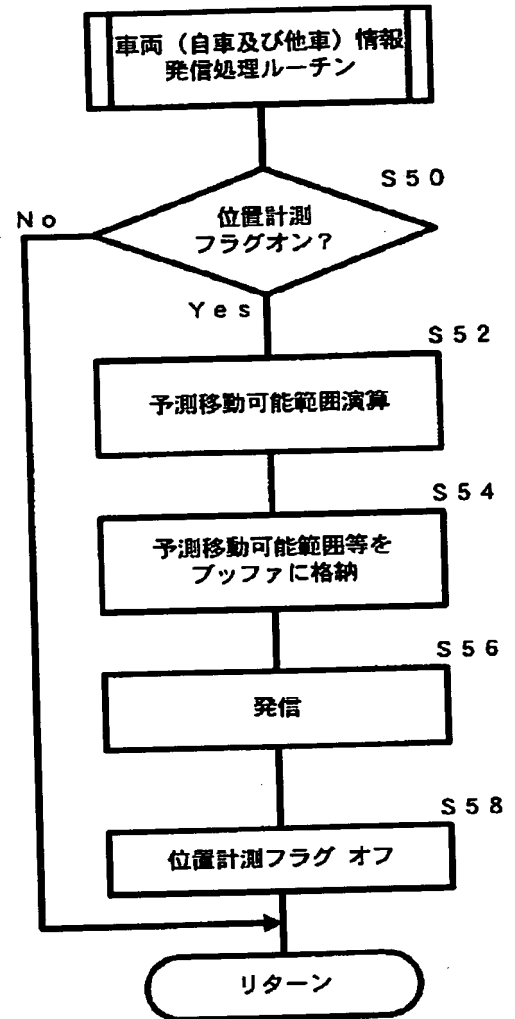 車両（自車及び他車）情報
発信処理ルーチン
S50
位置計測
フラグオン？
No
Yes
S52
予測移動可能範囲演算
S54
予測移動可能範囲等を
ブッファに格納
S56
発信
S58
位置計測フラグ オフ
リターン